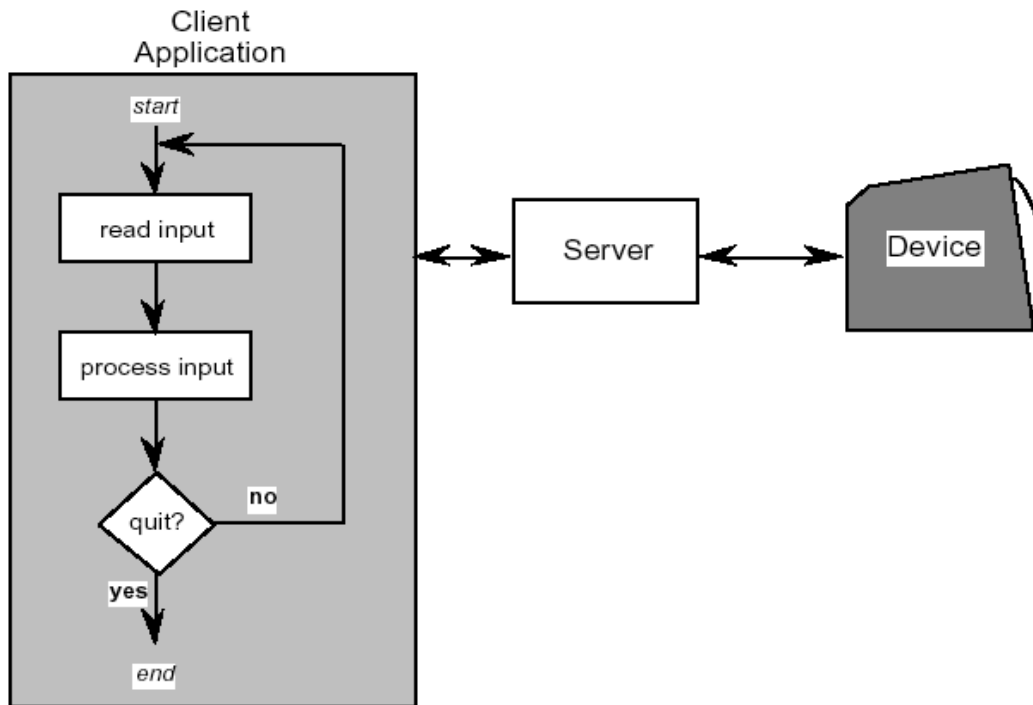 Client
Application
start
read input
process input
quit?
no
yes
end
Server
Device